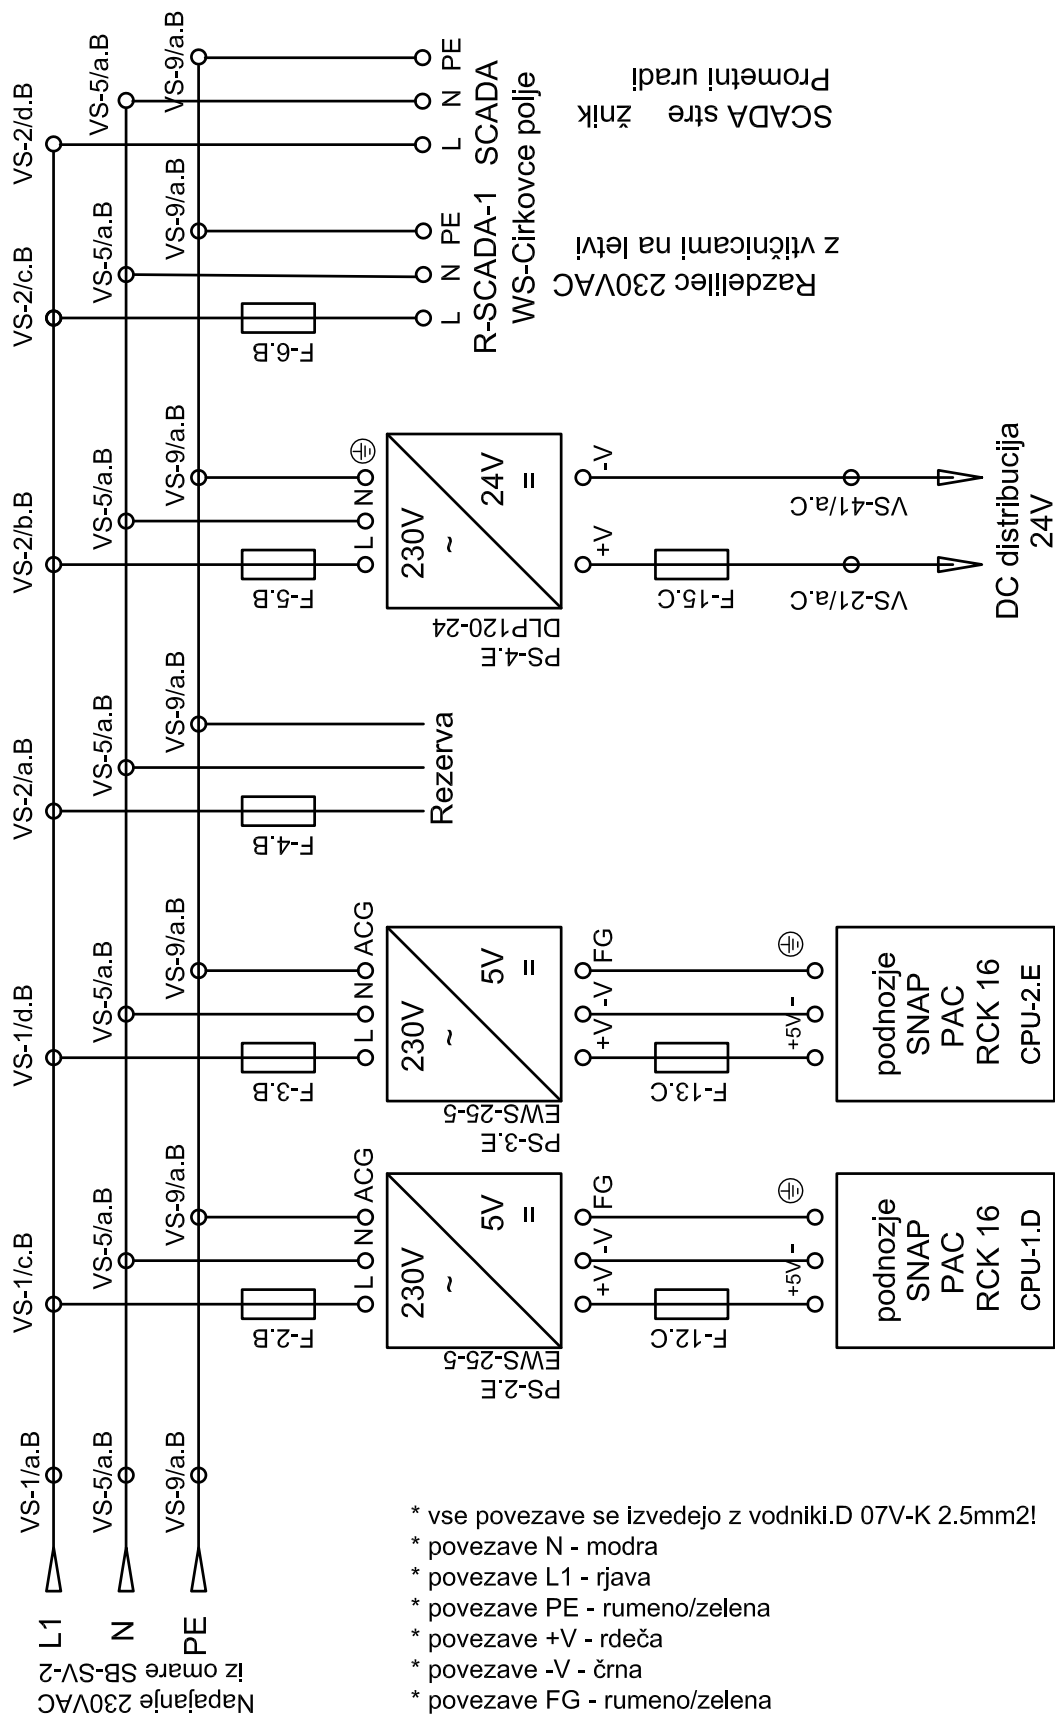 Napajanje 230VAC
iz omare SB-SV-2
L1
N
PE
VS-1/a.B
VS-5/a.B
VS-9/a.B
VS-1/c.B
VS-5/a.B
VS-9/a.B
F-2.B
L
N
ACG
230V
~
5V
=
PS-2.E
EWS-25-5
+V
-V
FG
F-12.C
+5V
-
podnozje
SNAP
PAC
RCK 16
CPU-1.D
VS-1/d.B
VS-5/a.B
VS-9/a.B
F-3.B
L
N
ACG
230V
~
5V
=
PS-3.E
EWS-25-5
+V
-V
FG
F-13.C
+5V
-
podnozje
SNAP
PAC
RCK 16
CPU-2.E
VS-2/a.B
VS-5/a.B
VS-9/a.B
F-4.B
Rezerva
VS-2/b.B
VS-5/a.B
VS-9/a.B
F-5.B
L
N
230V
~
24V
=
PS-4.E
DLP120-24
+V
-V
F-15.C
VS-21/a.C
VS-41/a.C
DC distribucija
24V
VS-2/c.B
VS-5/a.B
VS-9/a.B
F-6.B
L
N
PE
VS-2/d.B
VS-5/a.B
VS-9/a.B
L
N
PE
R-SCADA-1 SCADA
WS-Cirkovce polje
Razdelilec 230VAC
z vtičnicami na letvi
SCADA stre žnik
Prometni uradi
* vse povezave se izvedejo z vodniki.D 07V-K 2.5mm2!
* povezave N - modra
* povezave L1 - rjava
* povezave PE - rumeno/zelena
* povezave +V - rdeča
* povezave -V - črna
* povezave FG - rumeno/zelena